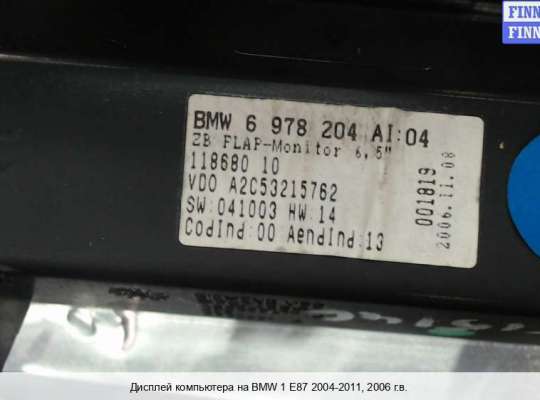 FINN
FINN
BMW 6 978 204 AI:04
ZB FLAP-Monitor 6,5"
118680 10
VDO A2C53215762
SW:041003 HW:14
CodInd:00 AendInd:13
001819
2006.11.08
Дисплей компьютера на BMW 1 E87 2004-2011, 2006 г.в.